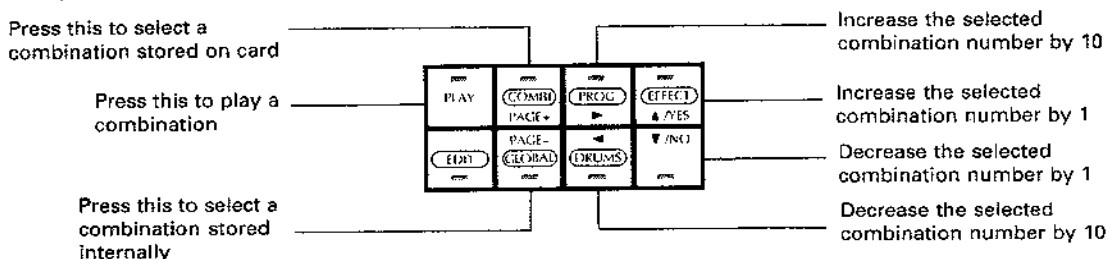 Press this to select a
combination stored on card
Press this to play a
combination
Press this to select a
combination stored
internally
PLAY
COMBI
PAGE+
PROG
►
EFFECT
▲/YES
EDIT
PAGE–
GLOBAL
◄
DRUMS
▼/NO
Increase the selected
combination number by 10
Increase the selected
combination number by 1
Decrease the selected
combination number by 1
Decrease the selected
combination number by 10